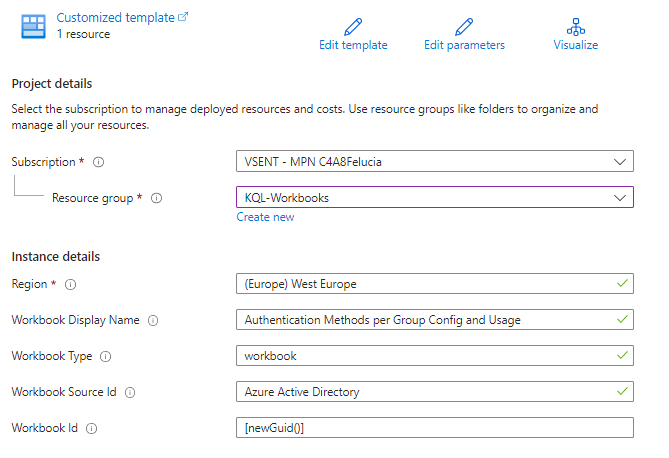 Customized template
1 resource
Edit template
Edit parameters
Visualize
Project details
Select the subscription to manage deployed resources and costs. Use resource groups like folders to organize and
manage all your resources.
Subscription *
VSENT - MPN C4A8Felucia
Resource group *
KQL-Workbooks
Create new
Instance details
Region *
(Europe) West Europe
Workbook Display Name
Authentication Methods per Group Config and Usage
Workbook Type
workbook
Workbook Source Id
Azure Active Directory
Workbook Id
[newGuid()]